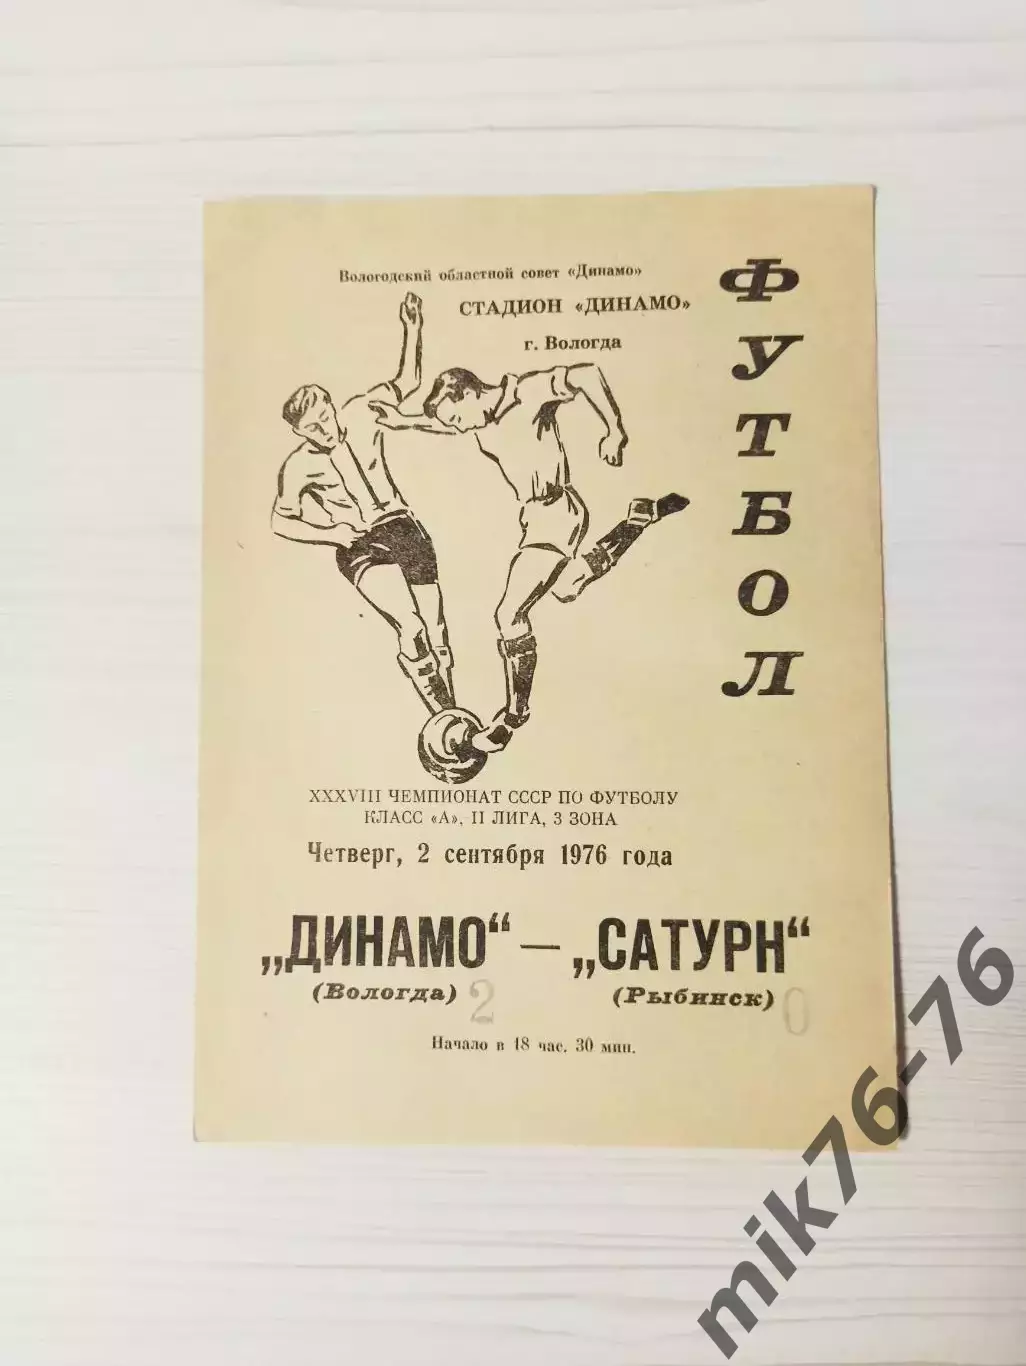 Вологодский областной совет «Динамо»
СТАДИОН «ДИНАМО»
г. Вологда
ФУТБОЛ
XXXVIII ЧЕМПИОНАТ СССР ПО ФУТБОЛУ
КЛАСС «А», II ЛИГА, 3 ЗОНА
Четверг, 2 сентября 1976 года
„ДИНАМО“ — „САТУРН“
(Вологда) 2 (Рыбинск) 0
Начало в 18 час. 30 мин.
mik76-76